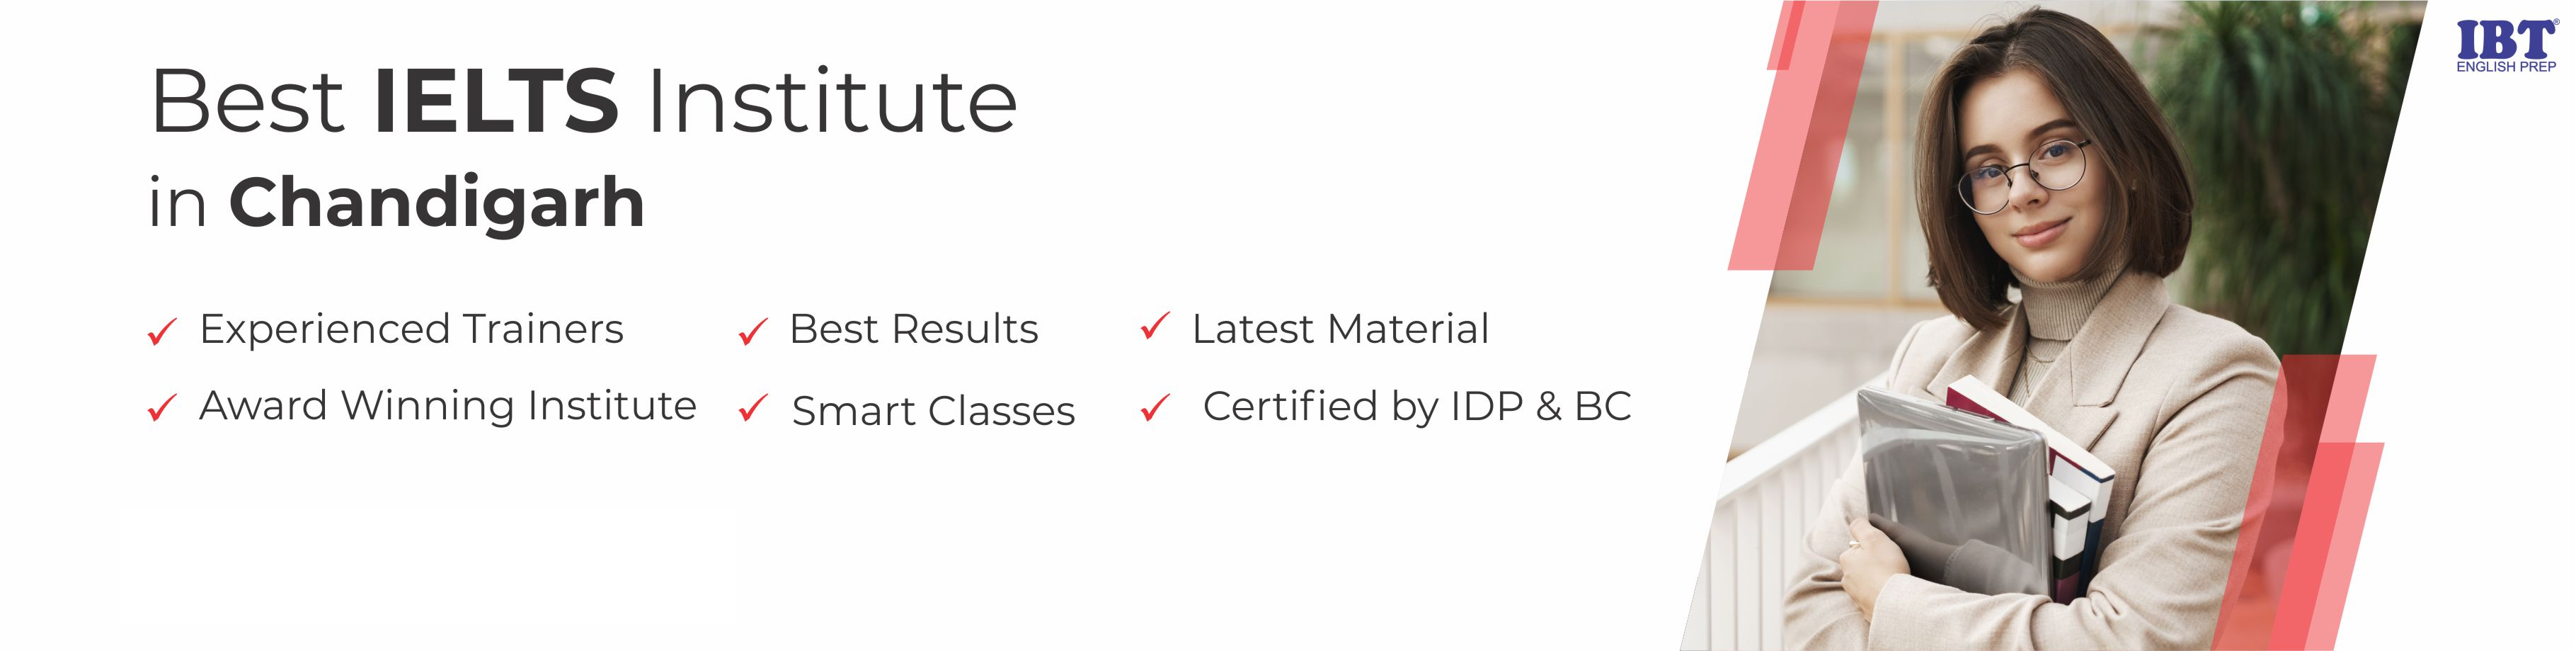 Best IELTS Institute
in Chandigarh
Experienced Trainers
Best Results
Latest Material
Award Winning Institute
Smart Classes
Certified by IDP & BC
IBT®
ENGLISH PREP